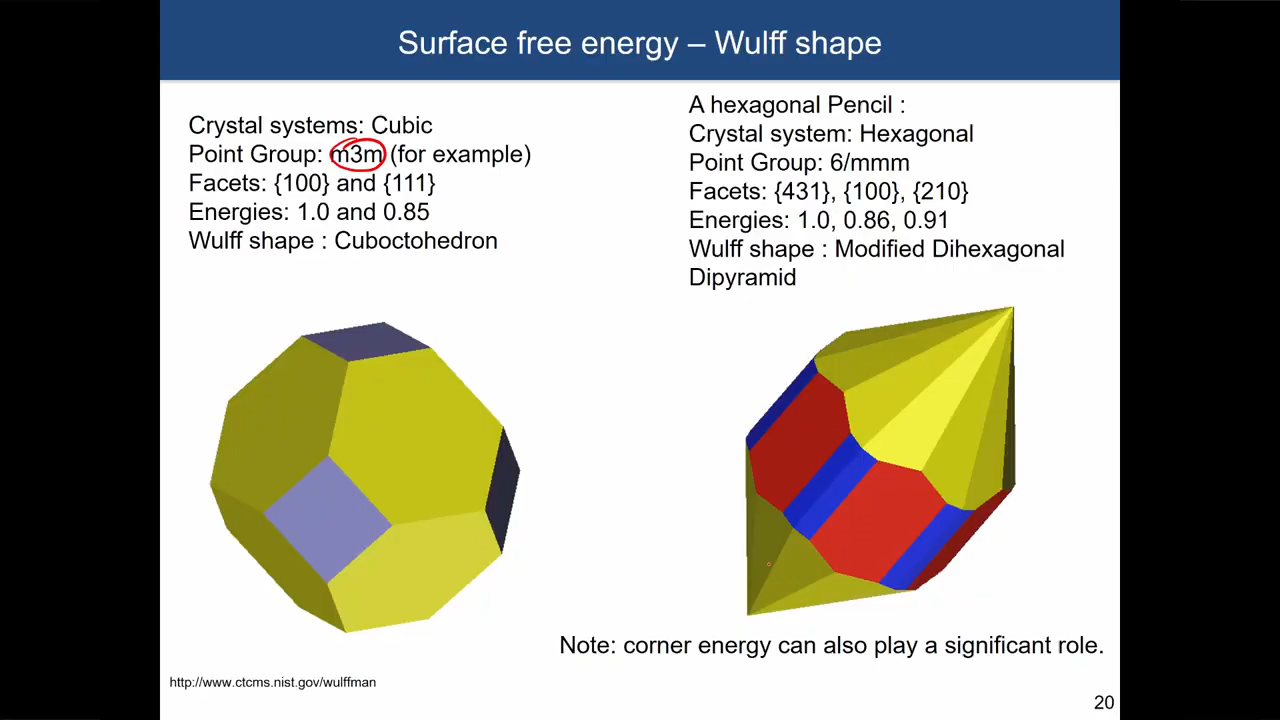 Surface free energy – Wulff shape
Crystal systems: Cubic
Point Group: m3m (for example)
Facets: {100} and {111}
Energies: 1.0 and 0.85
Wulff shape : Cuboctohedron
A hexagonal Pencil :
Crystal system: Hexagonal
Point Group: 6/mmm
Facets: {431}, {100}, {210}
Energies: 1.0, 0.86, 0.91
Wulff shape : Modified Dihexagonal
Dipyramid
Note: corner energy can also play a significant role.
http://www.ctcms.nist.gov/wulffman
20